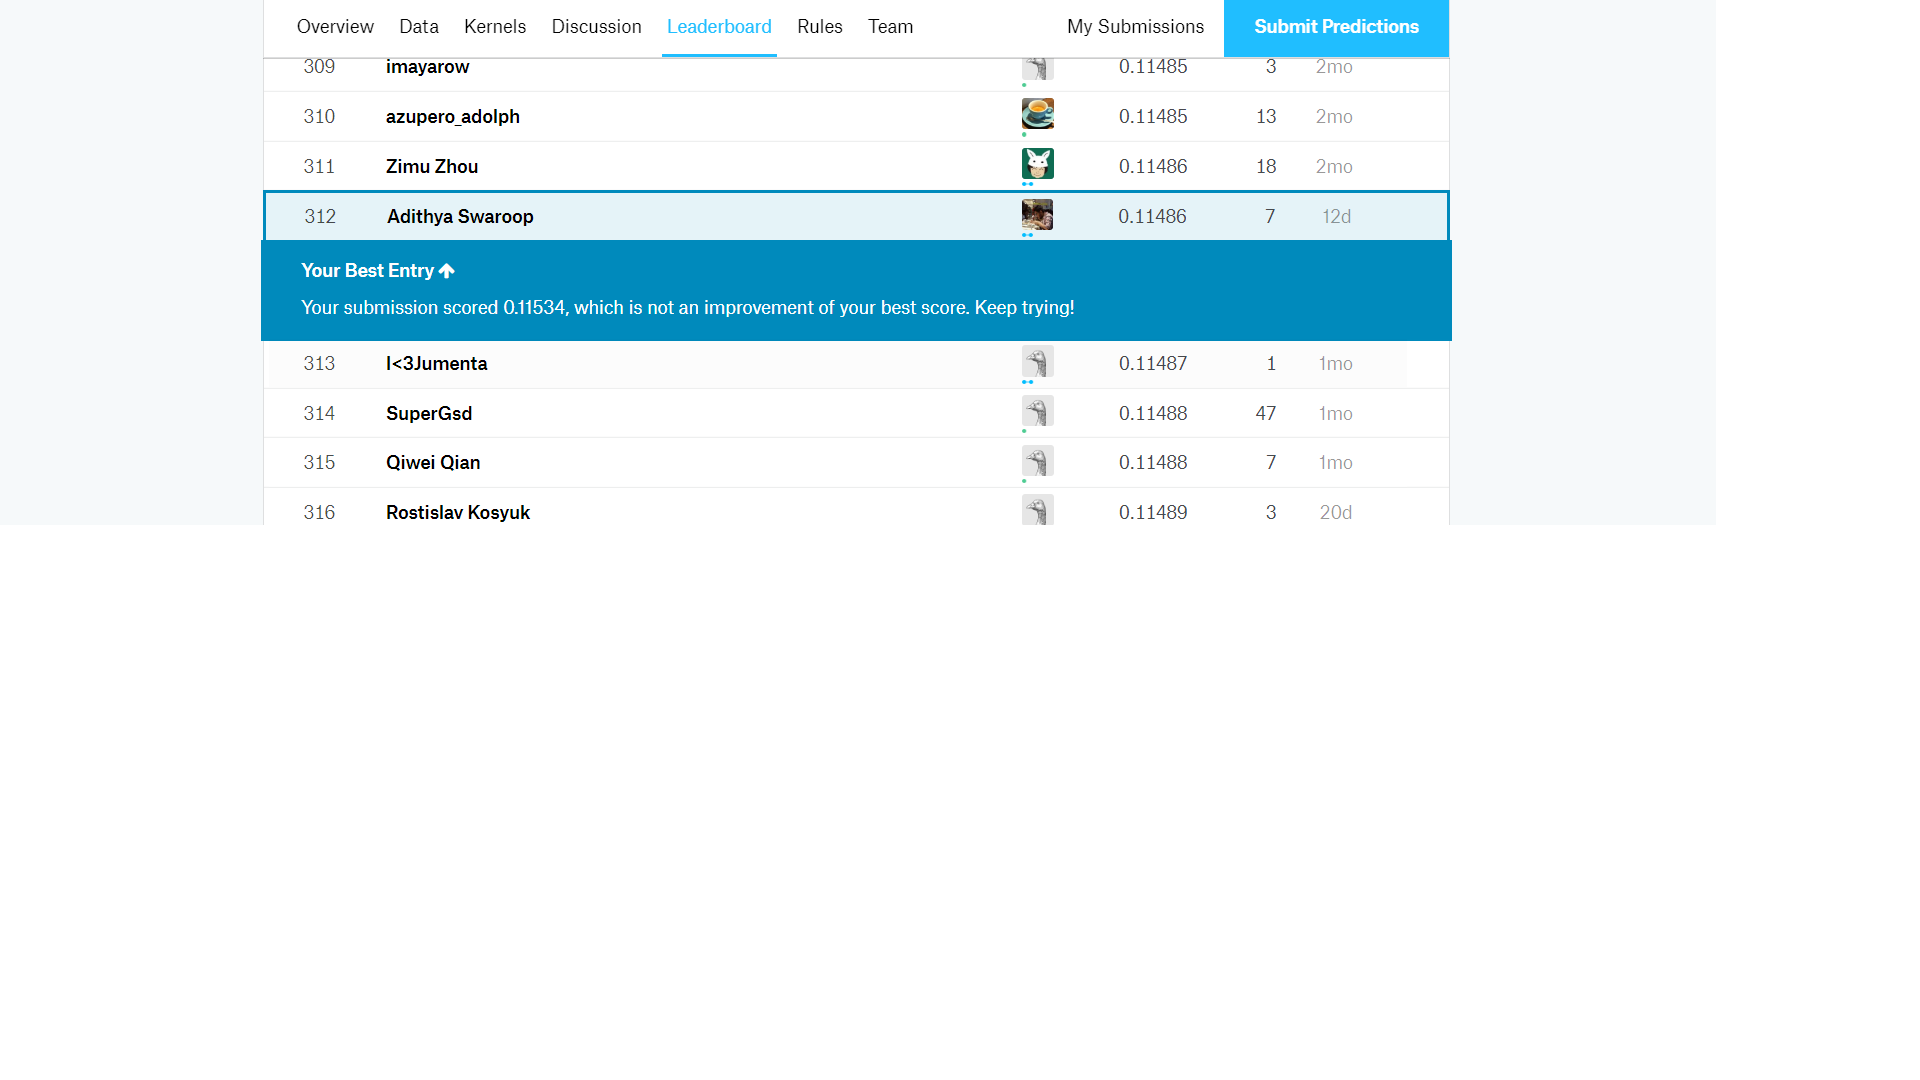 Overview Data Kernels Discussion Leaderboard Rules Team My Submissions Submit Predictions
309 imayarow 0.11485 3 2mo
310 azupero_adolph 0.11485 13 2mo
311 Zimu Zhou 0.11486 18 2mo
312 Adithya Swaroop 0.11486 7 12d
Your Best Entry
Your submission scored 0.11534, which is not an improvement of your best score. Keep trying!
313 I<3Jumenta 0.11487 1 1mo
314 SuperGsd 0.11488 47 1mo
315 Qiwei Qian 0.11488 7 1mo
316 Rostislav Kosyuk 0.11489 3 20d